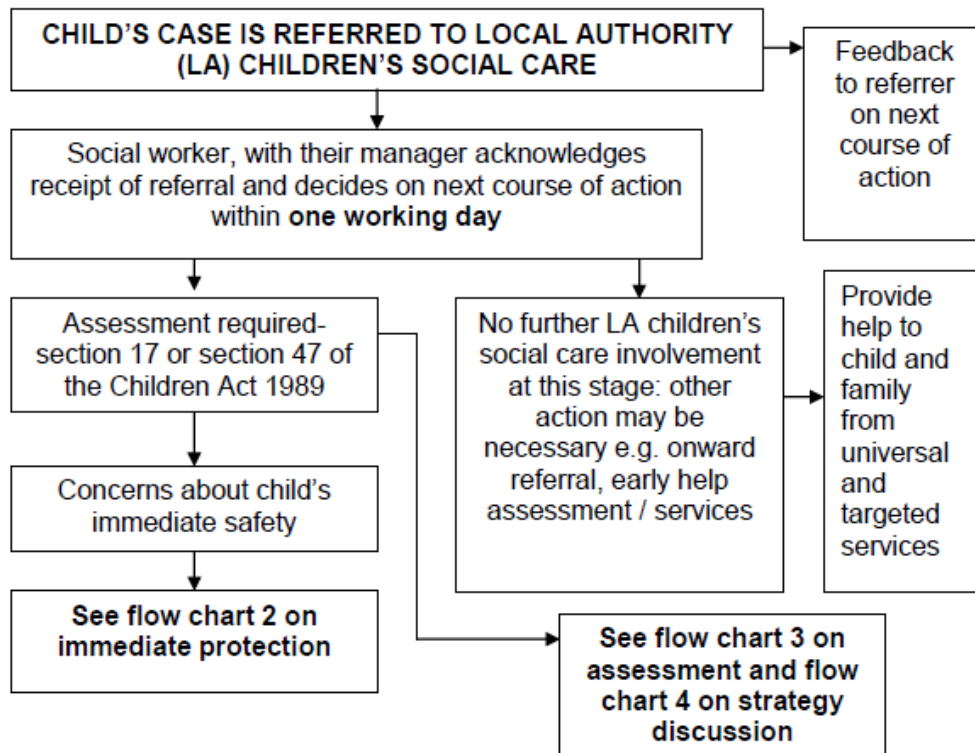 CHILD'S CASE IS REFERRED TO LOCAL AUTHORITY
(LA) CHILDREN'S SOCIAL CARE
Feedback
to referrer
on next
course of
action
Social worker, with their manager acknowledges
receipt of referral and decides on next course of action
within one working day
Assessment required-
section 17 or section 47 of
the Children Act 1989
No further LA children's
social care involvement
at this stage: other
action may be
necessary e.g. onward
referral, early help
assessment / services
Provide
help to
child and
family
from
universal
and
targeted
services
Concerns about child's
immediate safety
See flow chart 2 on
immediate protection
See flow chart 3 on
assessment and flow
chart 4 on strategy
discussion